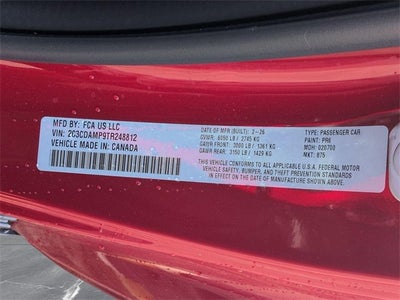 MFD BY: FCA US LLC
VIN: 2C3CDAMP9TR248812
VEHICLE MADE IN: CANADA
DATE OF MFR (BUILT): 2-26
GVWR: 6050 LB / 2745 KG
GAWR FRONT: 3000 LB / 1361 KG
GAWR REAR: 3150 LB / 1429 KG
TYPE: PASSENGER CAR
PAINT: PR6
MDH: 020700
MKT: 875
THIS VEHICLE CONFORMS TO ALL APPLICABLE U.S.A. FEDERAL MOTOR
VEHICLE SAFETY, BUMPER, AND THEFT PREVENTION STANDARDS IN
EFFECT ON THE DATE OF MANUFACTURE SHOWN ABOVE.